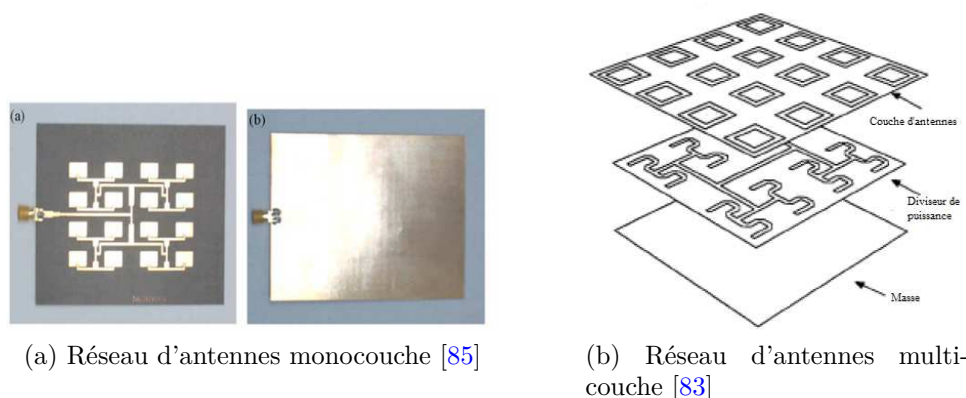 (a)
(b)
Couche d'antennes
Diviseur de
puissance
Masse
(a) Réseau d'antennes monocouche [85]
(b) Réseau d'antennes multi-
couche [83]